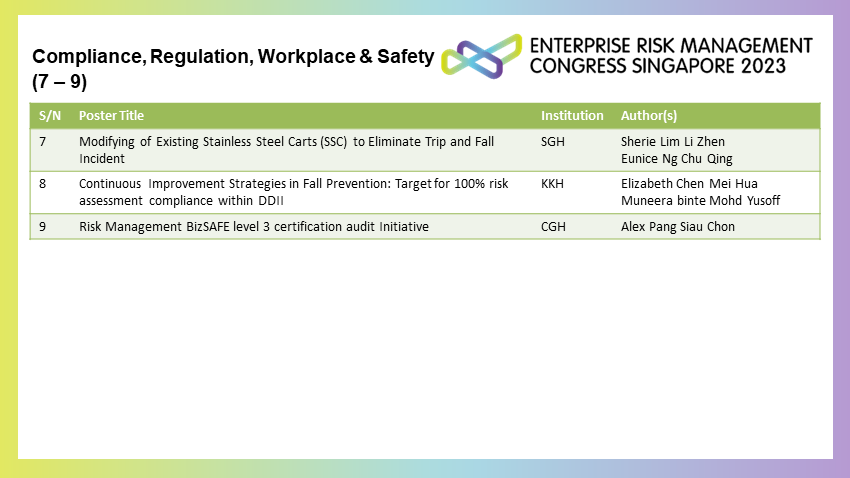 Compliance, Regulation, Workplace & Safety
(7 – 9)
ENTERPRISE RISK MANAGEMENT
CONGRESS SINGAPORE 2023
S/N Poster Title Institution Author(s)
7 Modifying of Existing Stainless Steel Carts (SSC) to Eliminate Trip and Fall SGH Sherie Lim Li Zhen
Incident Eunice Ng Chu Qing
8 Continuous Improvement Strategies in Fall Prevention: Target for 100% risk KKH Elizabeth Chen Mei Hua
assessment compliance within DDII Muneera binte Mohd Yusoff
9 Risk Management BizSAFE level 3 certification audit Initiative CGH Alex Pang Siau Chon